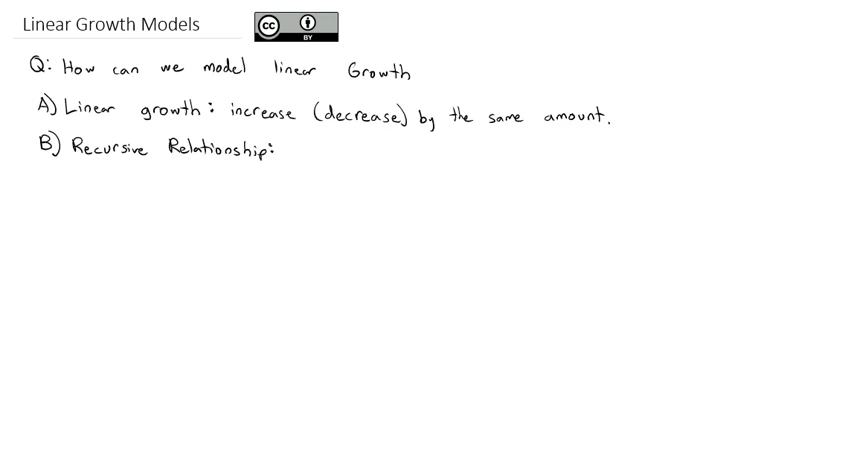 Linear Growth Models
cc BY
Q: How can we model linear Growth
A) Linear growth: increase (decrease) by the same amount.
B) Recursive Relationship: